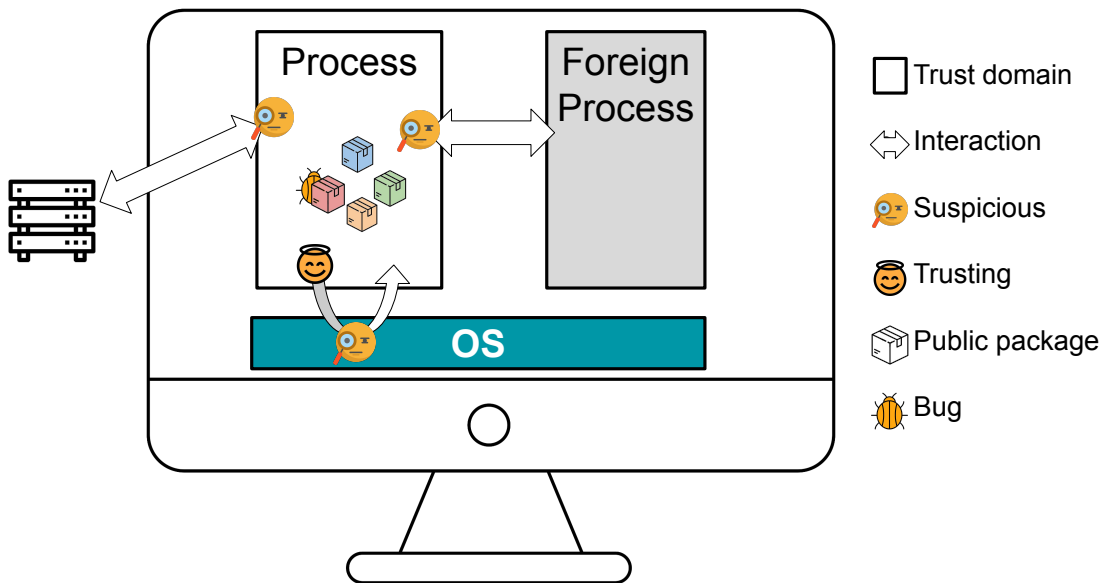 Process
Foreign
Process
OS
Trust domain
Interaction
Suspicious
Trusting
Public package
Bug